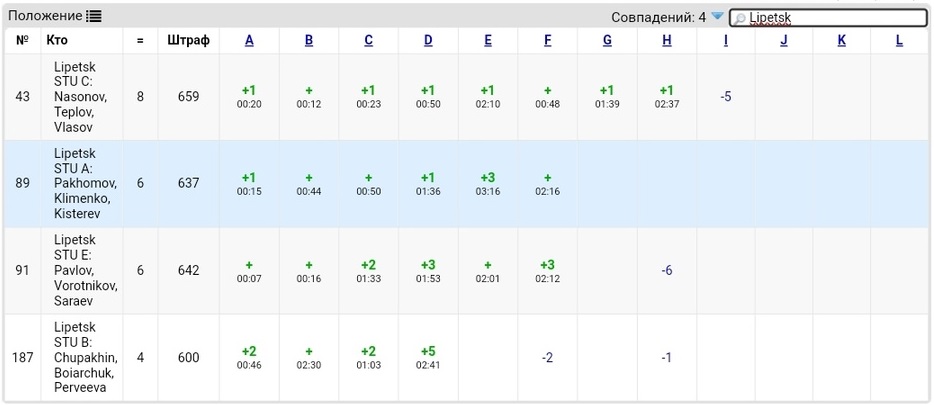 Положение Совпадений: 4 Lipetsk
№ Кто = Штраф A B C D E F G H I J K L
43 Lipetsk STU C: Nasonov, Teplov, Vlasov 8 659 +1 00:20 + 00:12 +1 00:23 +1 00:50 +1 02:10 + 00:48 +1 01:39 +1 02:37 -5
89 Lipetsk STU A: Pakhomov, Klimenko, Kisterev 6 637 +1 00:15 + 00:44 + 00:50 +1 01:36 +3 03:16 + 02:16
91 Lipetsk STU E: Pavlov, Vorotnikov, Saraev 6 642 + 00:07 + 00:16 +2 01:33 +3 01:53 + 02:01 +3 02:12 -6
187 Lipetsk STU B: Chupakhin, Boiarchuk, Perveeva 4 600 +2 00:46 + 02:30 +2 01:03 +5 02:41 -2 -1